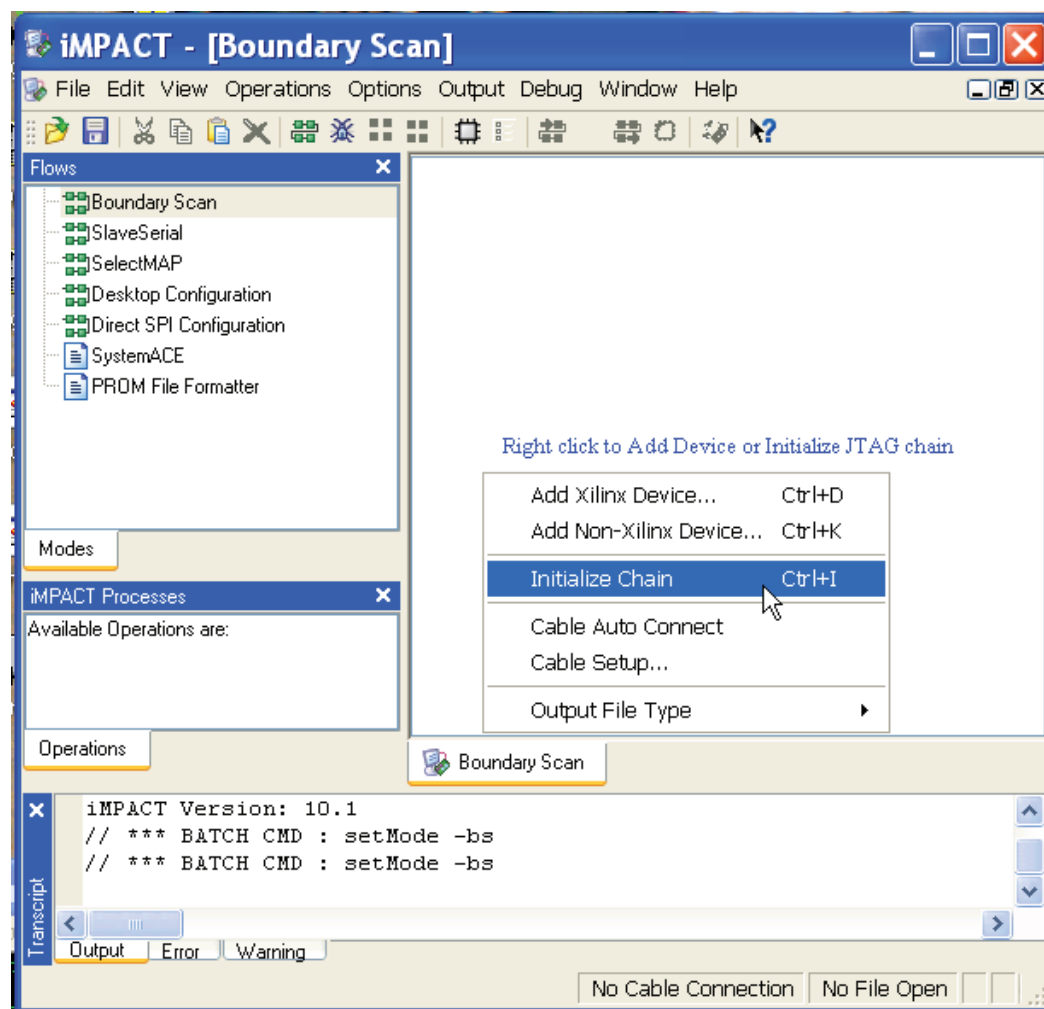 iMPACT - [Boundary Scan]
File Edit View Operations Options Output Debug Window Help
Flows
Boundary Scan
SlaveSerial
SelectMAP
Desktop Configuration
Direct SPI Configuration
SystemACE
PROM File Formatter
Modes
iMPACT Processes
Available Operations are:
Operations
Right click to Add Device or Initialize JTAG chain
Add Xilinx Device... Ctrl+D
Add Non-Xilinx Device... Ctrl+K
Initialize Chain Ctrl+I
Cable Auto Connect
Cable Setup...
Output File Type
Boundary Scan
Transcript
iMPACT Version: 10.1
// *** BATCH CMD : setMode -bs
// *** BATCH CMD : setMode -bs
Output Error Warning
No Cable Connection No File Open